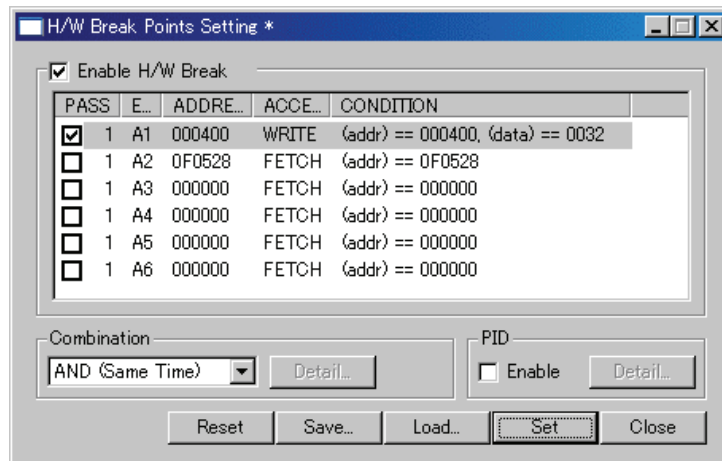 H/W Break Points Setting *
Enable H/W Break
PASS E... ADDRE... ACCE... CONDITION
1 A1 000400 WRITE (addr) == 000400, (data) == 0032
1 A2 0F0528 FETCH (addr) == 0F0528
1 A3 000000 FETCH (addr) == 000000
1 A4 000000 FETCH (addr) == 000000
1 A5 000000 FETCH (addr) == 000000
1 A6 000000 FETCH (addr) == 000000
Combination PID
AND (Same Time) Detail... Enable Detail...
Reset Save... Load... Set Close